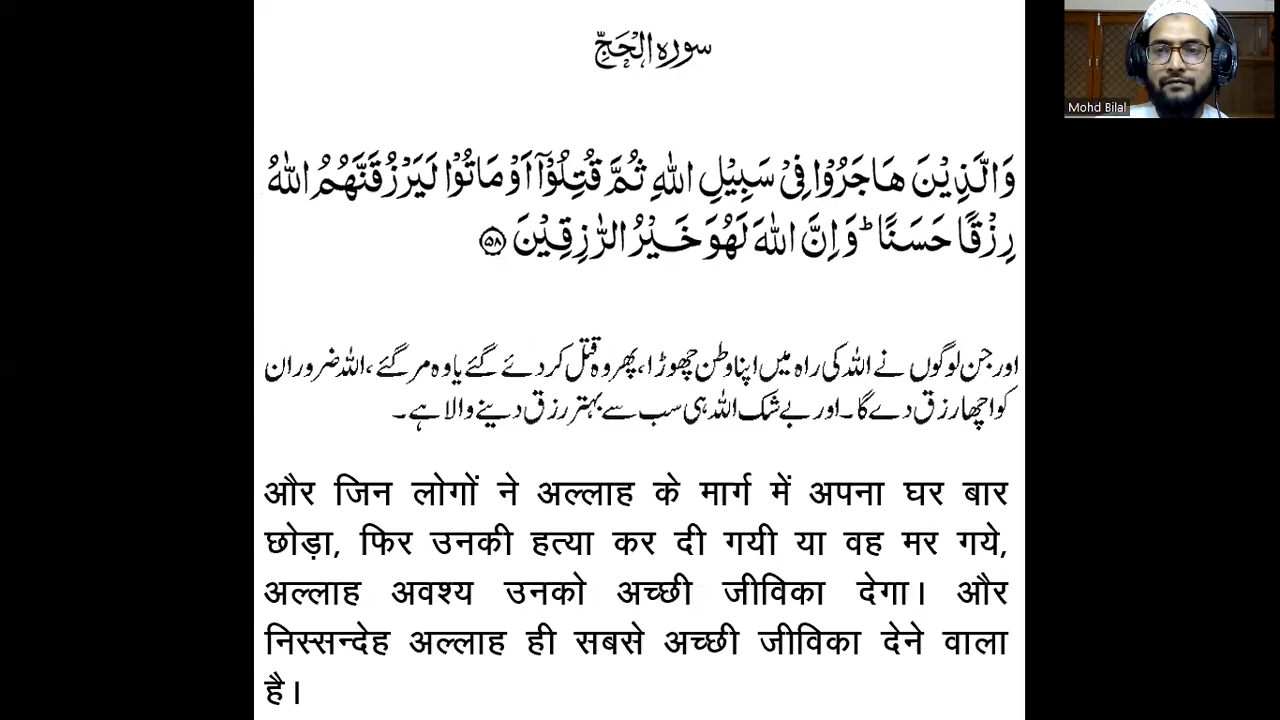 سورہ الْحَجِّ
Mohd Bilal
وَالَّذِیْنَ هَاجَرُوْا فِیْ سَبِیْلِ اللّٰهِ ثُمَّ قُتِلُوْۤا اَوْ مَاتُوْا لَیَرْزُقَنَّهُمُ اللّٰهُ
رِزْقًا حَسَنًا ؕ وَ اِنَّ اللّٰهَ لَهُوَ خَیْرُ الرّٰزِقِیْنَ ﴿۵۸﴾
اور جن لوگوں نے اللہ کی راہ میں اپنا وطن چھوڑا، پھر وہ قتل کر دئے گئے یا وہ مر گئے، اللہ ضرور ان
کو اچھا رزق دے گا۔ اور بے شک اللہ ہی سب سے بہتر رزق دینے والا ہے۔
और जिन लोगों ने अल्लाह के मार्ग में अपना घर बार
छोड़ा, फिर उनकी हत्या कर दी गयी या वह मर गये,
अल्लाह अवश्य उनको अच्छी जीविका देगा। और
निस्सन्देह अल्लाह ही सबसे अच्छी जीविका देने वाला
है।